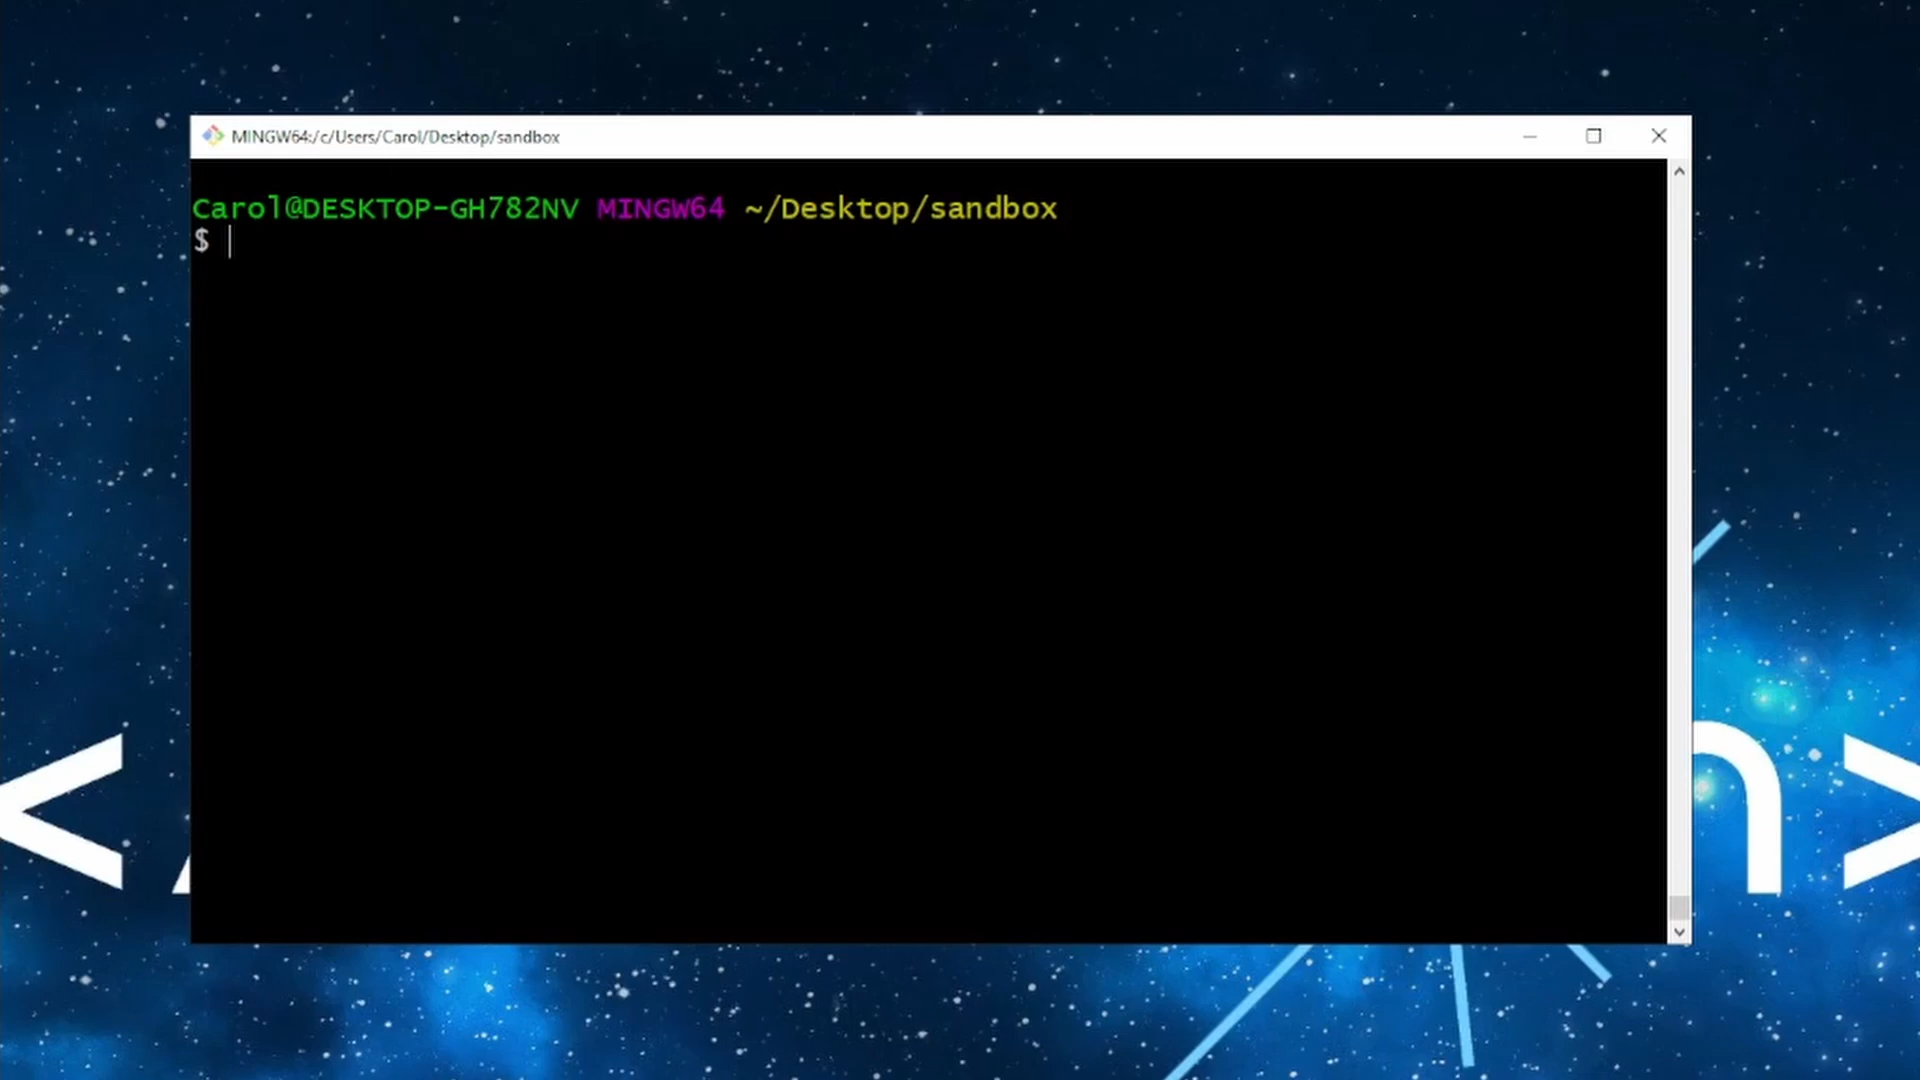 MINGW64:/c/Users/Carol/Desktop/sandbox
Carol@DESKTOP-GH782NV MINGW64 ~/Desktop/sandbox
$
< n>